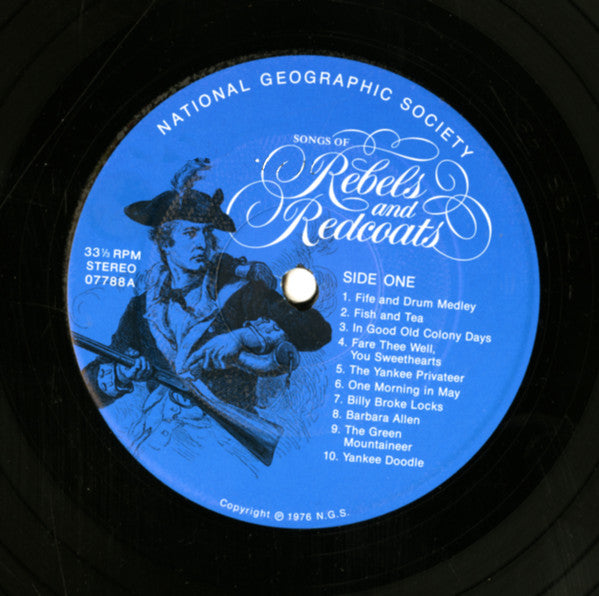 NATIONAL GEOGRAPHIC SOCIETY
SONGS OF
Rebels
and
Redcoats
33⅓ RPM
STEREO
07788A
SIDE ONE
1. Fife and Drum Medley
2. Fish and Tea
3. In Good Old Colony Days
4. Fare Thee Well,
You Sweethearts
5. The Yankee Privateer
6. One Morning in May
7. Billy Broke Locks
8. Barbara Allen
9. The Green
Mountaineer
10. Yankee Doodle
Copyright ℗ 1976 N.G.S.